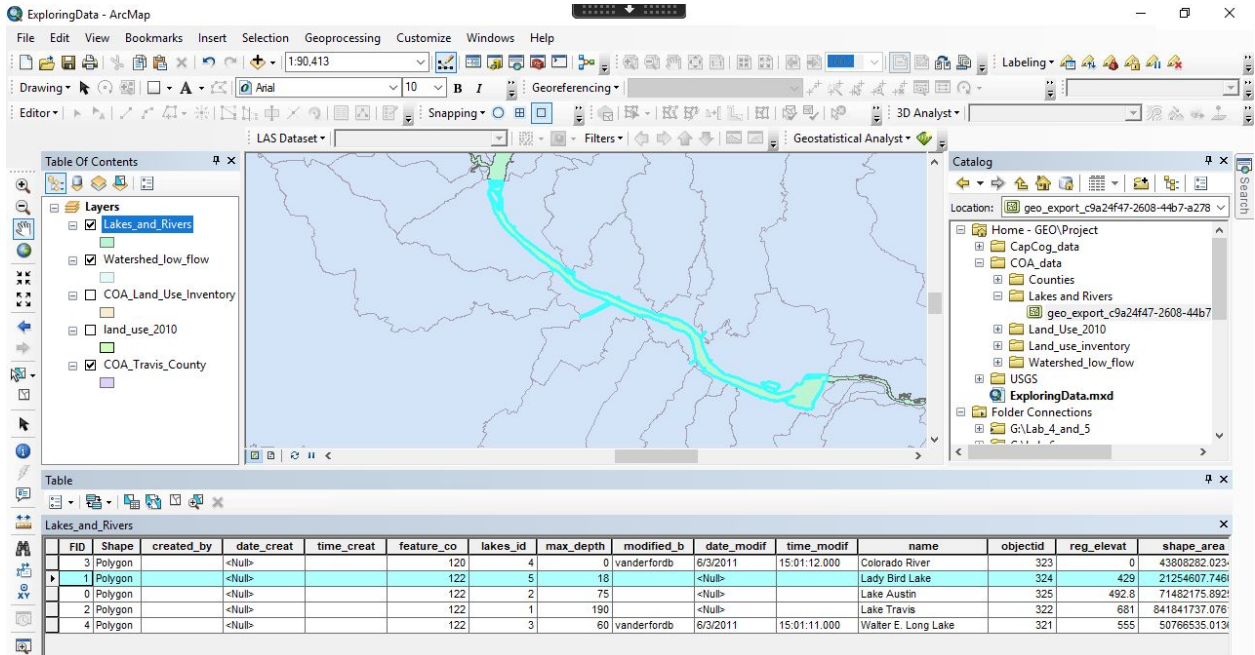 ExploringData - ArcMap
File Edit View Bookmarks Insert Selection Geoprocessing Customize Windows Help
1:90,413 Labeling
Drawing A Arial 10 B I Georeferencing
Editor Snapping 3D Analyst
LAS Dataset Filters Geostatistical Analyst
Table Of Contents
Layers
Lakes_and_Rivers
Watershed_low_flow
COA_Land_Use_Inventory
land_use_2010
COA_Travis_County
Catalog
Location: geo_export_c9a24f47-2608-44b7-a278
Home - GEO\Project
CapCog_data
COA_data
Counties
Lakes and Rivers
geo_export_c9a24f47-2608-44b7
Land_Use_2010
Land_use_inventory
Watershed_low_flow
USGS
ExploringData.mxd
Folder Connections
G:\Lab_4_and_5
Search
Table
Lakes_and_Rivers
FID Shape created_by date_creat time_creat feature_co lakes_id max_depth modified_b date_modif time_modif name objectid reg_elevat shape_area
3 Polygon <Null> 120 4 0 vanderfordb 6/3/2011 15:01:12.000 Colorado River 323 0 43808282.023
1 Polygon <Null> 122 5 18 <Null> Lady Bird Lake 324 429 21254607.746
0 Polygon <Null> 122 2 75 <Null> Lake Austin 325 492.8 71482175.892
2 Polygon <Null> 122 1 190 <Null> Lake Travis 322 681 841841737.076
4 Polygon <Null> 122 3 60 vanderfordb 6/3/2011 15:01:11.000 Walter E. Long Lake 321 555 50766535.013